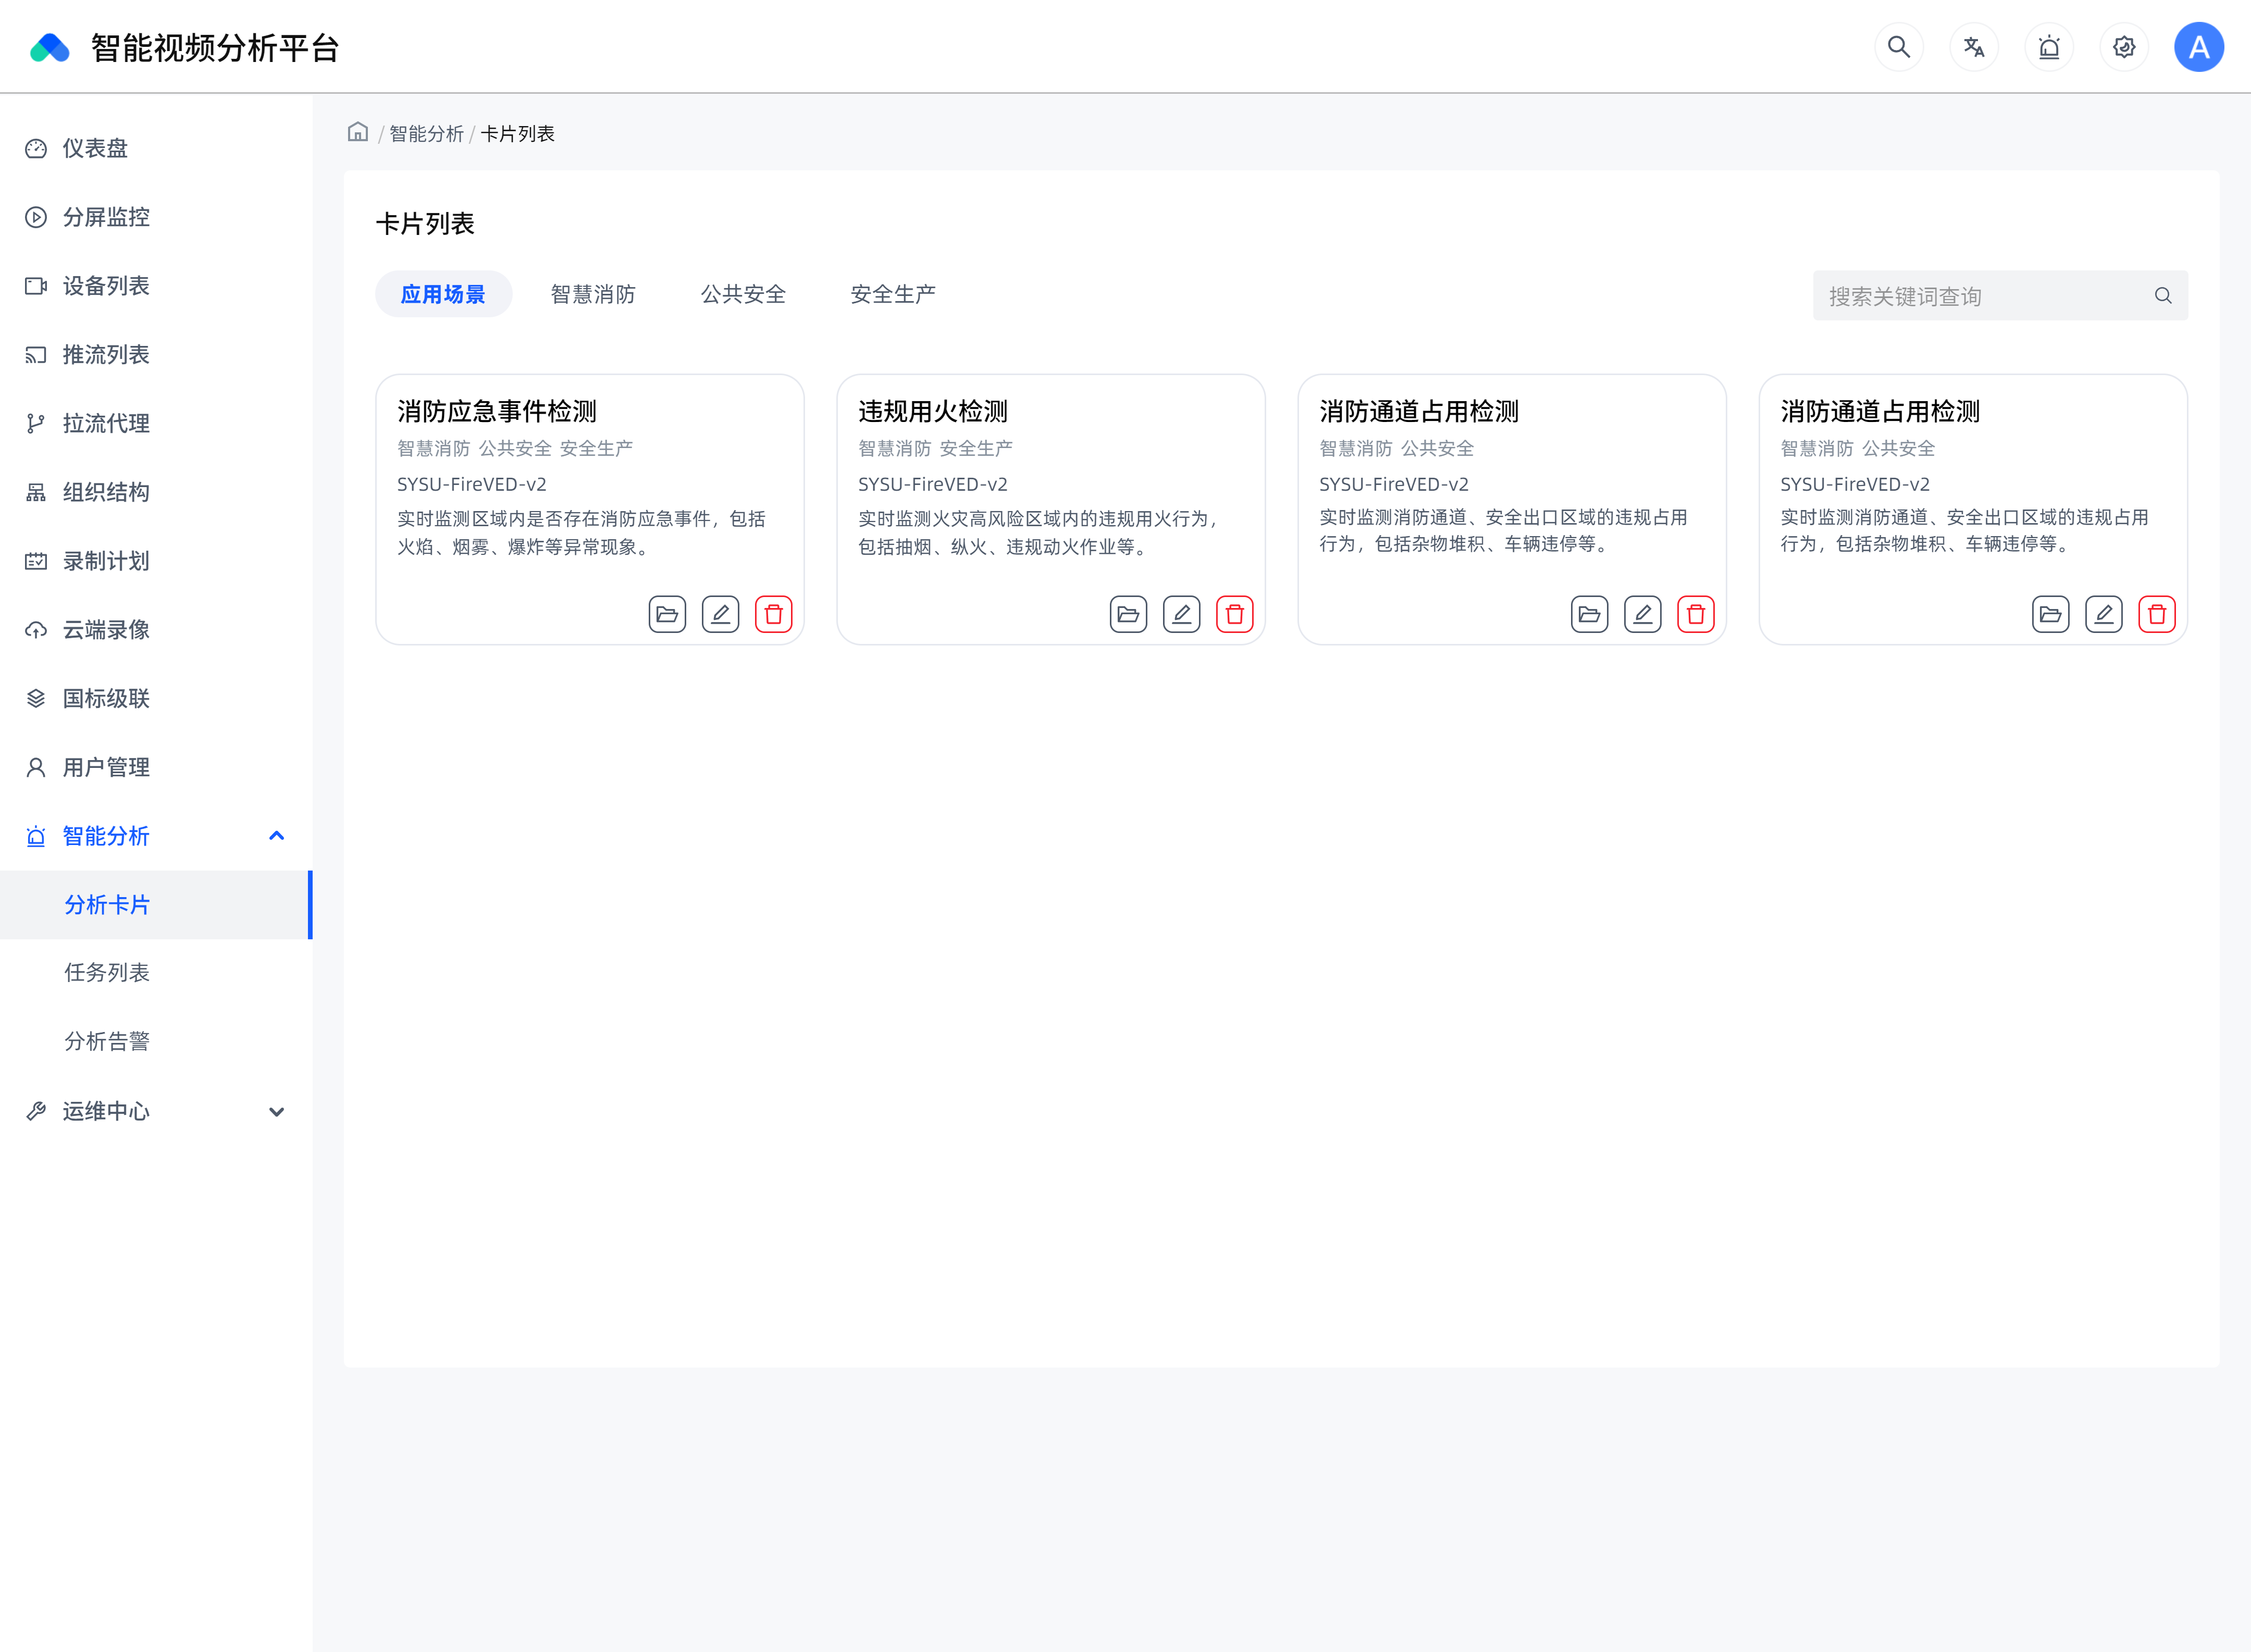 智能视频分析平台
A
仪表盘
分屏监控
设备列表
推流列表
拉流代理
组织结构
录制计划
云端录像
国标级联
用户管理
智能分析
分析卡片
任务列表
分析告警
运维中心
/ 智能分析 / 卡片列表
卡片列表
应用场景 智慧消防 公共安全 安全生产
搜索关键词查询
消防应急事件检测
智慧消防 公共安全 安全生产
SYSU-FireVED-v2
实时监测区域内是否存在消防应急事件，包括
火焰、烟雾、爆炸等异常现象。
违规用火检测
智慧消防 安全生产
SYSU-FireVED-v2
实时监测火灾高风险区域内的违规用火行为，
包括抽烟、纵火、违规动火作业等。
消防通道占用检测
智慧消防 公共安全
SYSU-FireVED-v2
实时监测消防通道、安全出口区域的违规占用
行为，包括杂物堆积、车辆违停等。
消防通道占用检测
智慧消防 公共安全
SYSU-FireVED-v2
实时监测消防通道、安全出口区域的违规占用
行为，包括杂物堆积、车辆违停等。